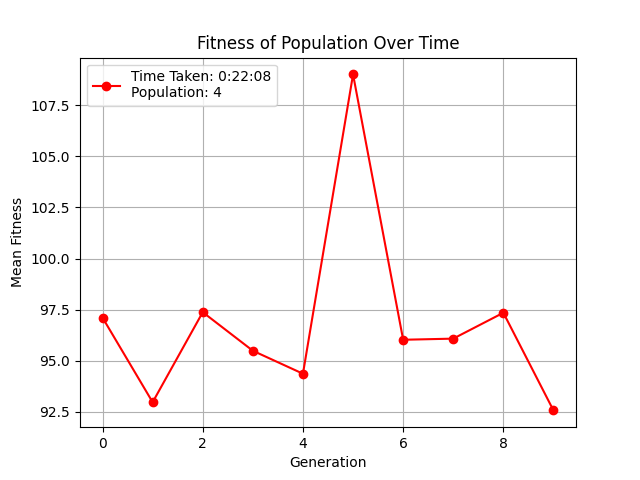 Fitness of Population Over Time
Time Taken: 0:22:08
Population: 4
107.5
105.0
102.5
100.0
97.5
95.0
92.5
Mean Fitness
0 2 4 6 8
Generation